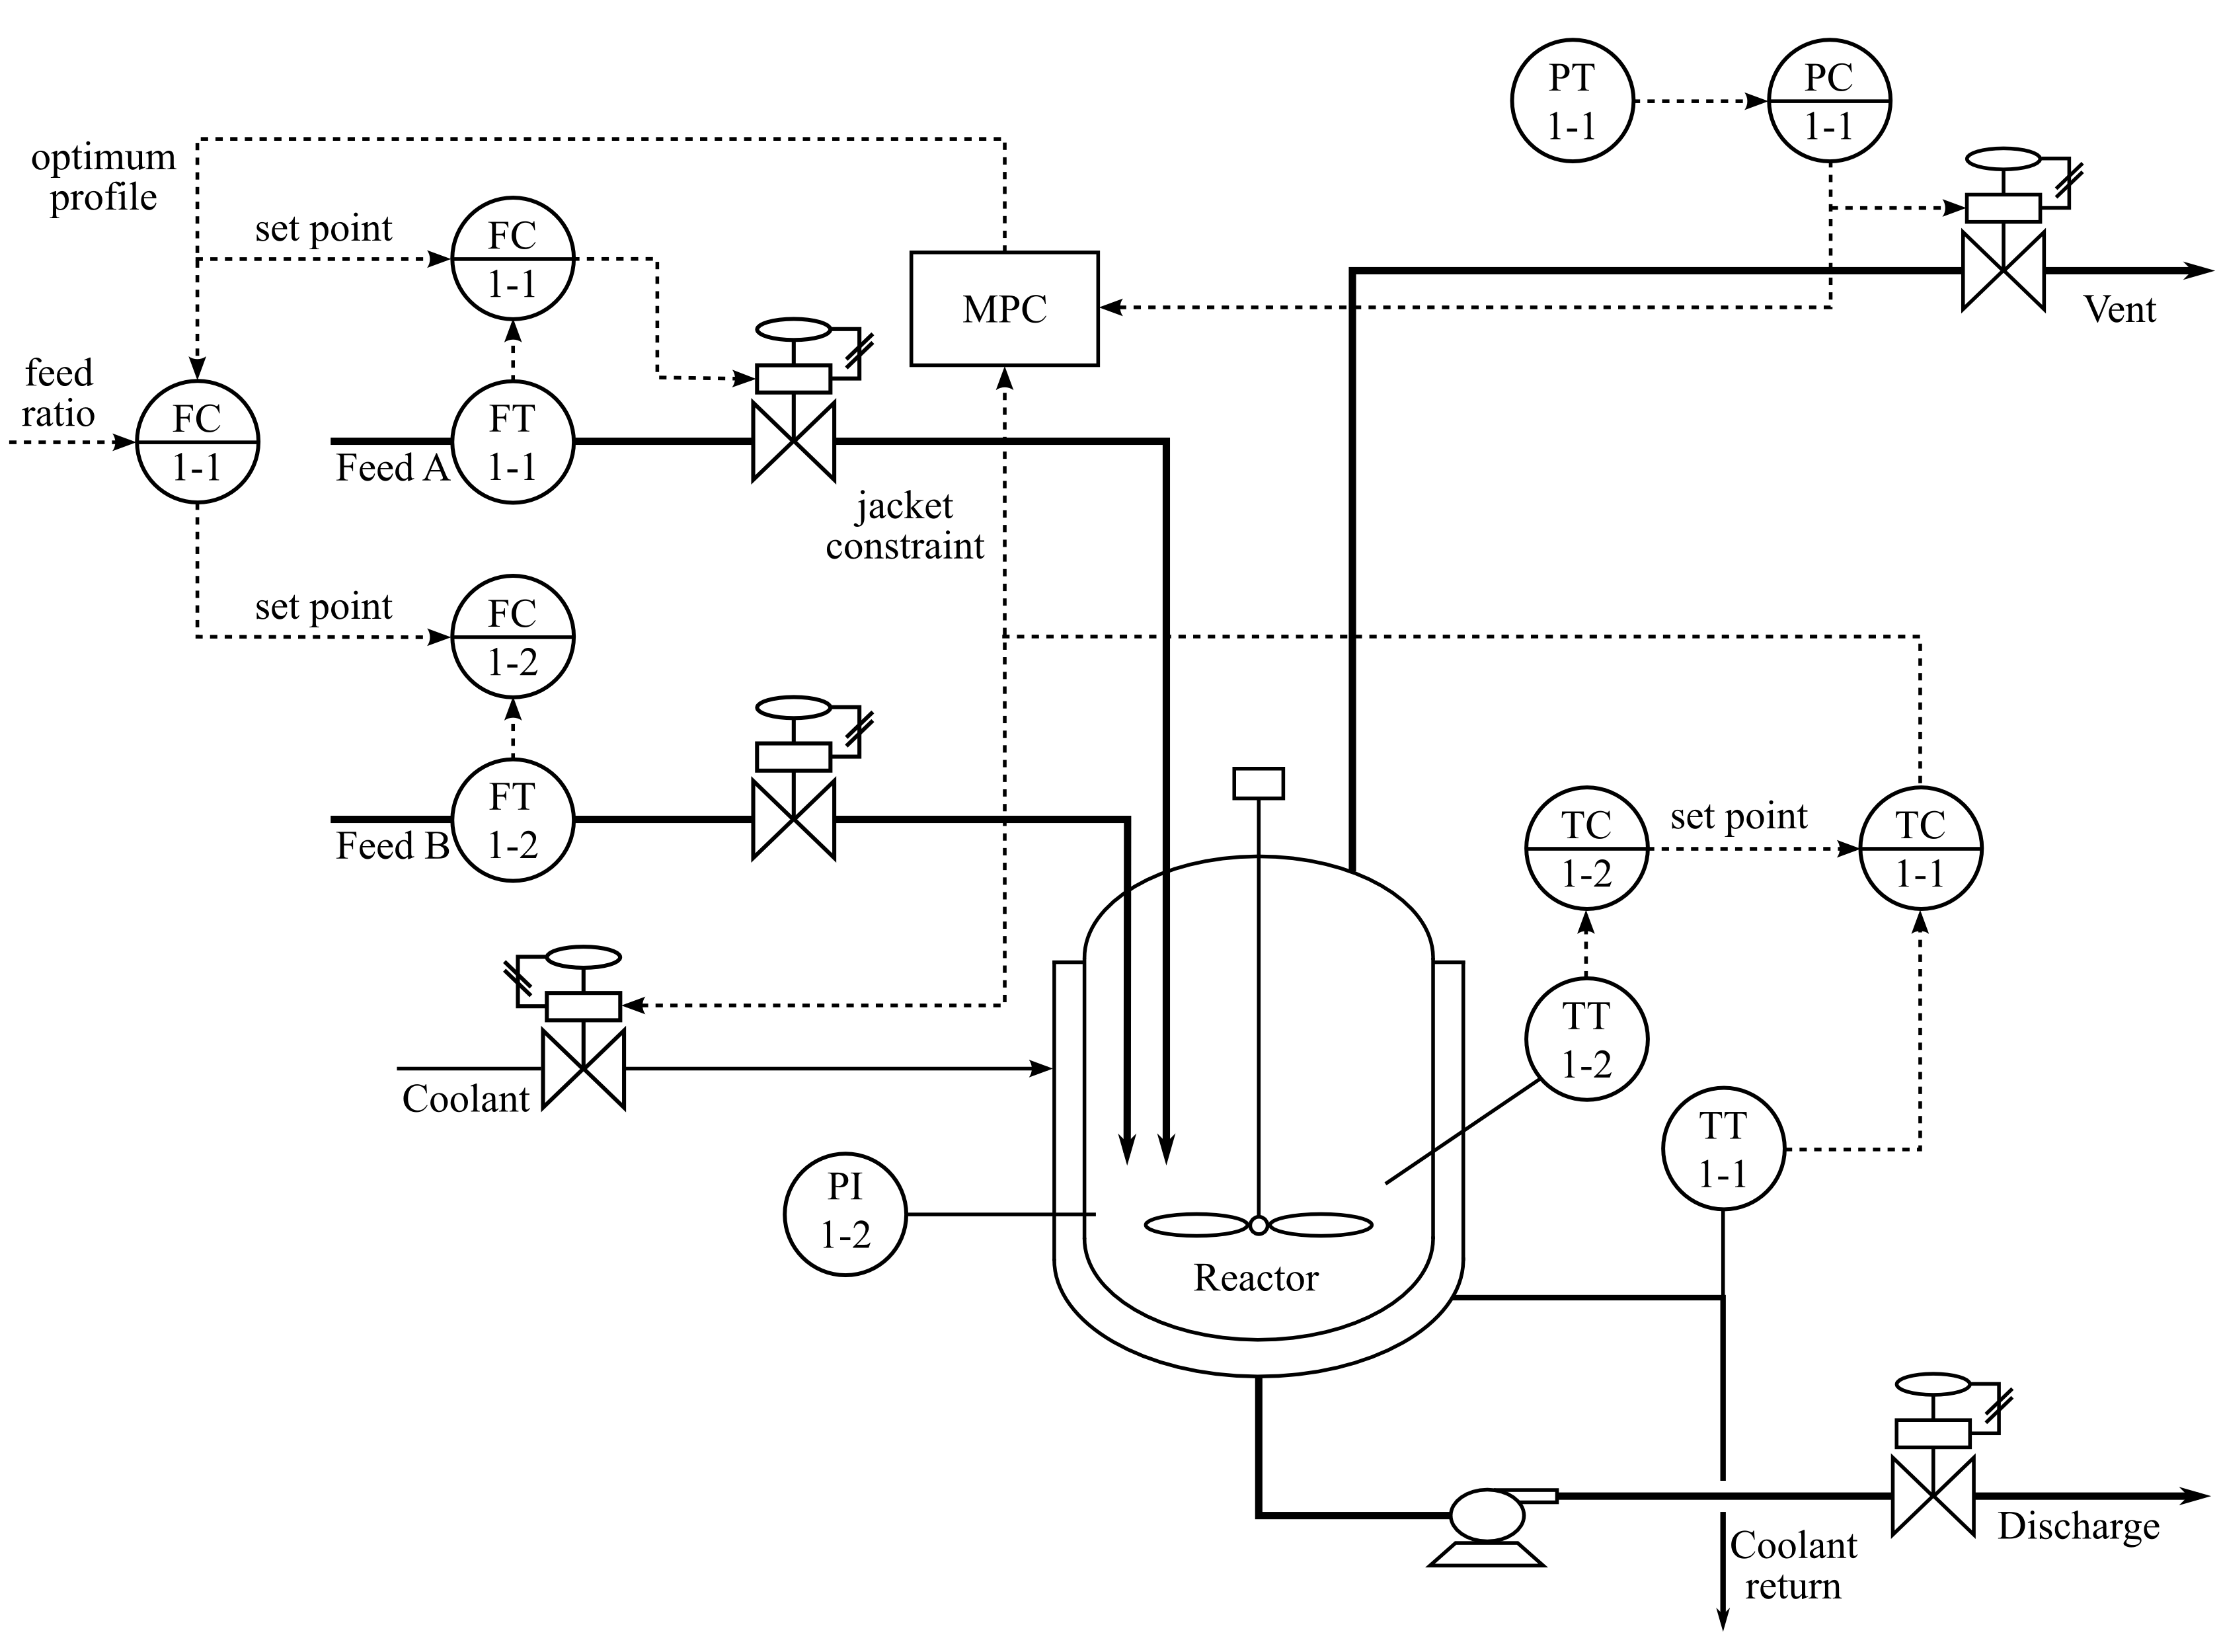 PT
1-1
PC
1-1
optimum
profile
set point
FC
1-1
MPC
Vent
feed
ratio
FC
1-1
Feed A
FT
1-1
jacket
constraint
set point
FC
1-2
Feed B
FT
1-2
TC
1-2
set point
TC
1-1
TT
1-2
Coolant
TT
1-1
PI
1-2
Reactor
Discharge
Coolant
return